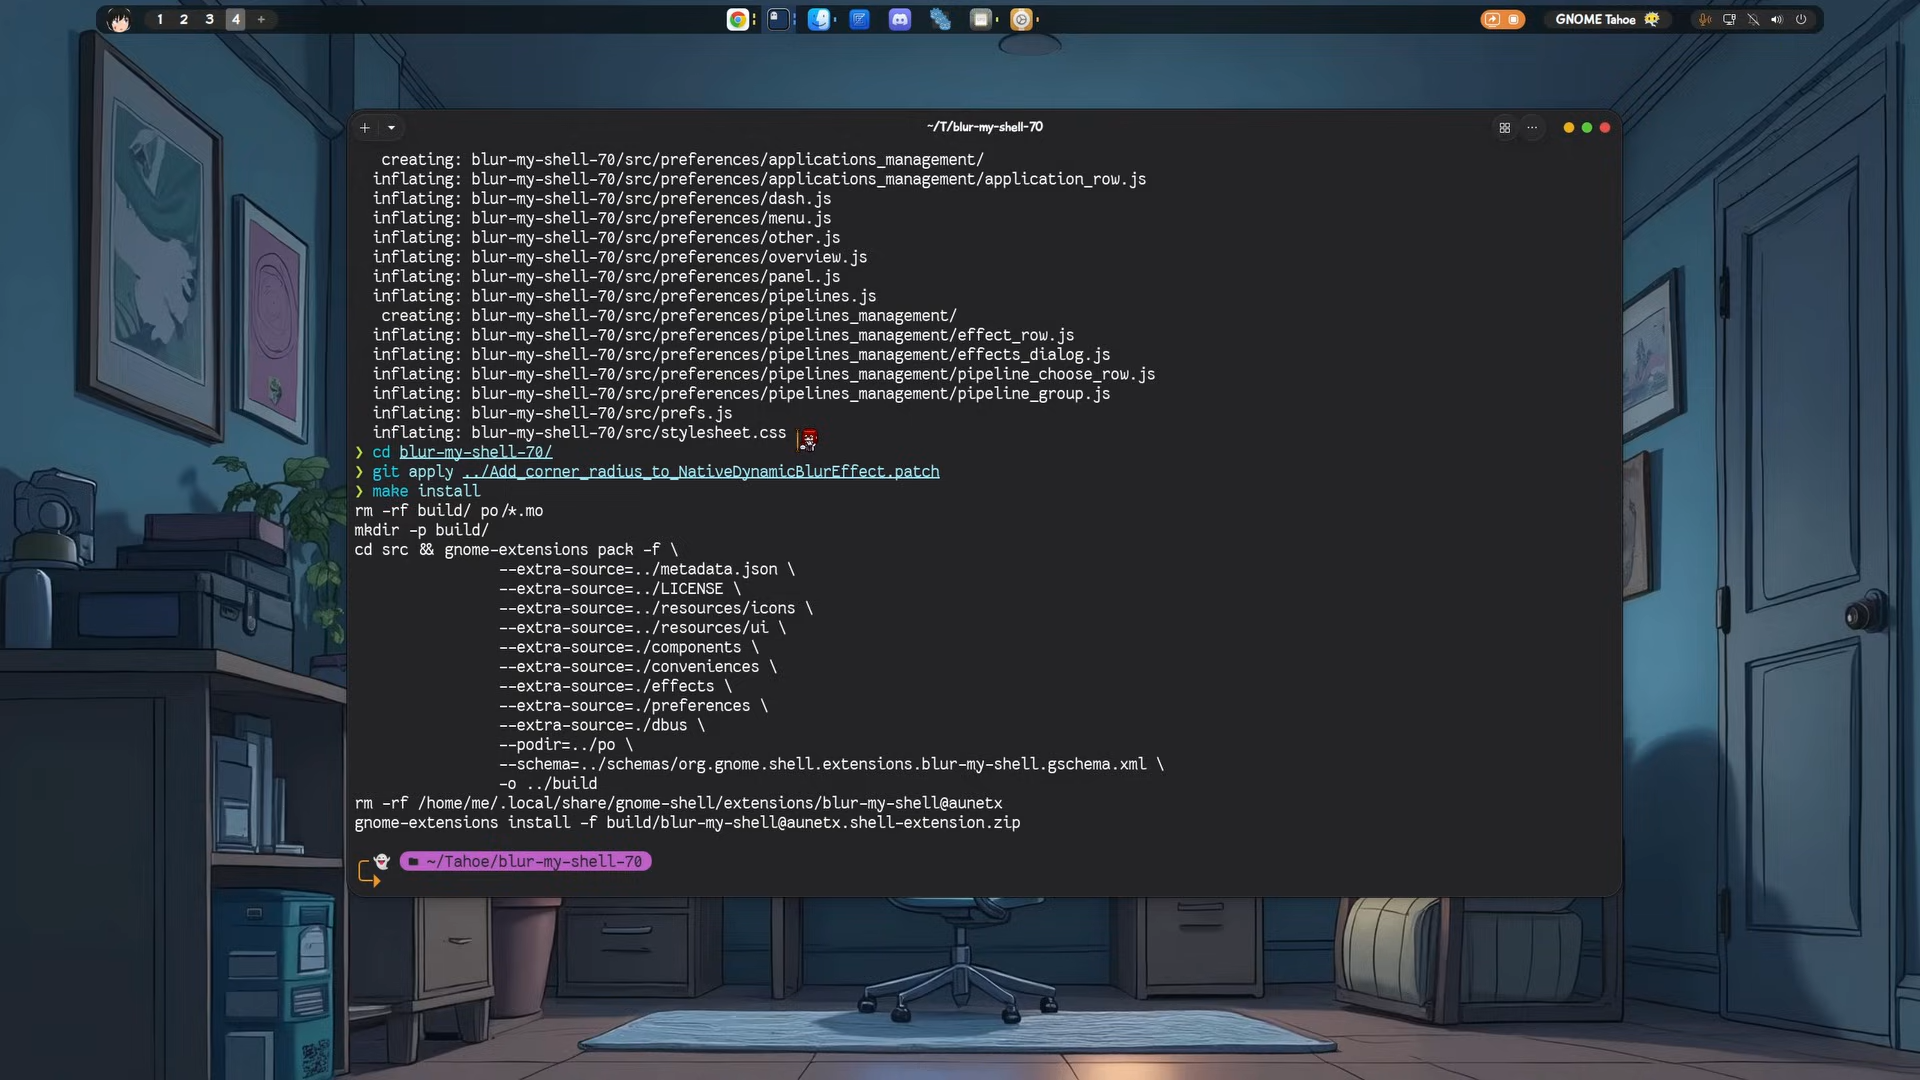 1 2 3 4 +
GNOME Tahoe
~/T/blur-my-shell-70
creating: blur-my-shell-70/src/preferences/applications_management/
inflating: blur-my-shell-70/src/preferences/applications_management/application_row.js
inflating: blur-my-shell-70/src/preferences/dash.js
inflating: blur-my-shell-70/src/preferences/menu.js
inflating: blur-my-shell-70/src/preferences/other.js
inflating: blur-my-shell-70/src/preferences/overview.js
inflating: blur-my-shell-70/src/preferences/panel.js
inflating: blur-my-shell-70/src/preferences/pipelines.js
creating: blur-my-shell-70/src/preferences/pipelines_management/
inflating: blur-my-shell-70/src/preferences/pipelines_management/effect_row.js
inflating: blur-my-shell-70/src/preferences/pipelines_management/effects_dialog.js
inflating: blur-my-shell-70/src/preferences/pipelines_management/pipeline_choose_row.js
inflating: blur-my-shell-70/src/preferences/pipelines_management/pipeline_group.js
inflating: blur-my-shell-70/src/prefs.js
inflating: blur-my-shell-70/src/stylesheet.css
❯ cd blur-my-shell-70/
❯ git apply ../Add_corner_radius_to_NativeDynamicBlurEffect.patch
❯ make install
rm -rf build/ po/*.mo
mkdir -p build/
cd src && gnome-extensions pack -f \
--extra-source=../metadata.json \
--extra-source=../LICENSE \
--extra-source=../resources/icons \
--extra-source=../resources/ui \
--extra-source=./components \
--extra-source=./conveniences \
--extra-source=./effects \
--extra-source=./preferences \
--extra-source=./dbus \
--podir=../po \
--schema=../schemas/org.gnome.shell.extensions.blur-my-shell.gschema.xml \
-o ../build
rm -rf /home/me/.local/share/gnome-shell/extensions/blur-my-shell@aunetx
gnome-extensions install -f build/blur-my-shell@aunetx.shell-extension.zip
~/Tahoe/blur-my-shell-70